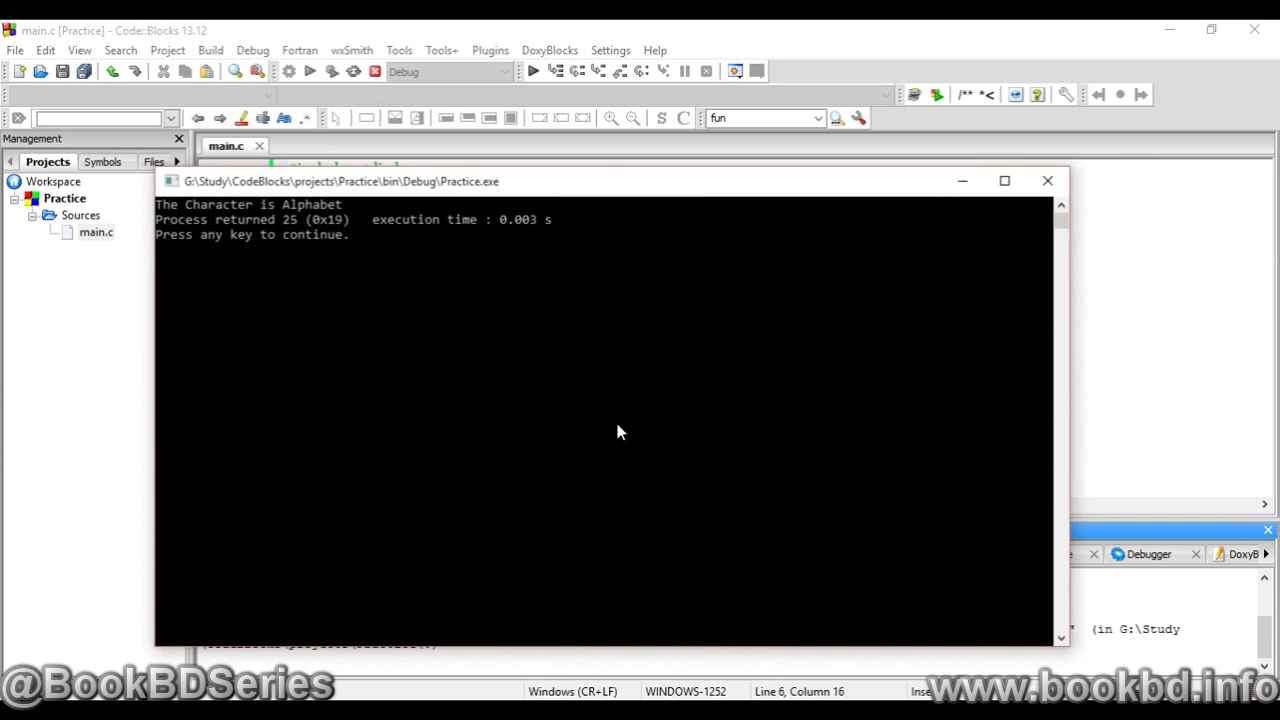 main.c [Practice] - Code::Blocks 13.12
File Edit View Search Project Build Debug Fortran wxSmith Tools Tools+ Plugins DoxyBlocks Settings Help
Debug
/** *<
fun
Management
main.c
Projects Symbols Files
G:\Study\CodeBlocks\projects\Practice\bin\Debug\Practice.exe
Workspace
Practice
Sources
main.c
The Character is Alphabet
Process returned 25 (0x19)   execution time : 0.003 s
Press any key to continue.
Debugger DoxyB
" (in G:\Study
@BookBDSeries
Windows (CR+LF) WINDOWS-1252 Line 6, Column 16 Inse
www.bookbd.info